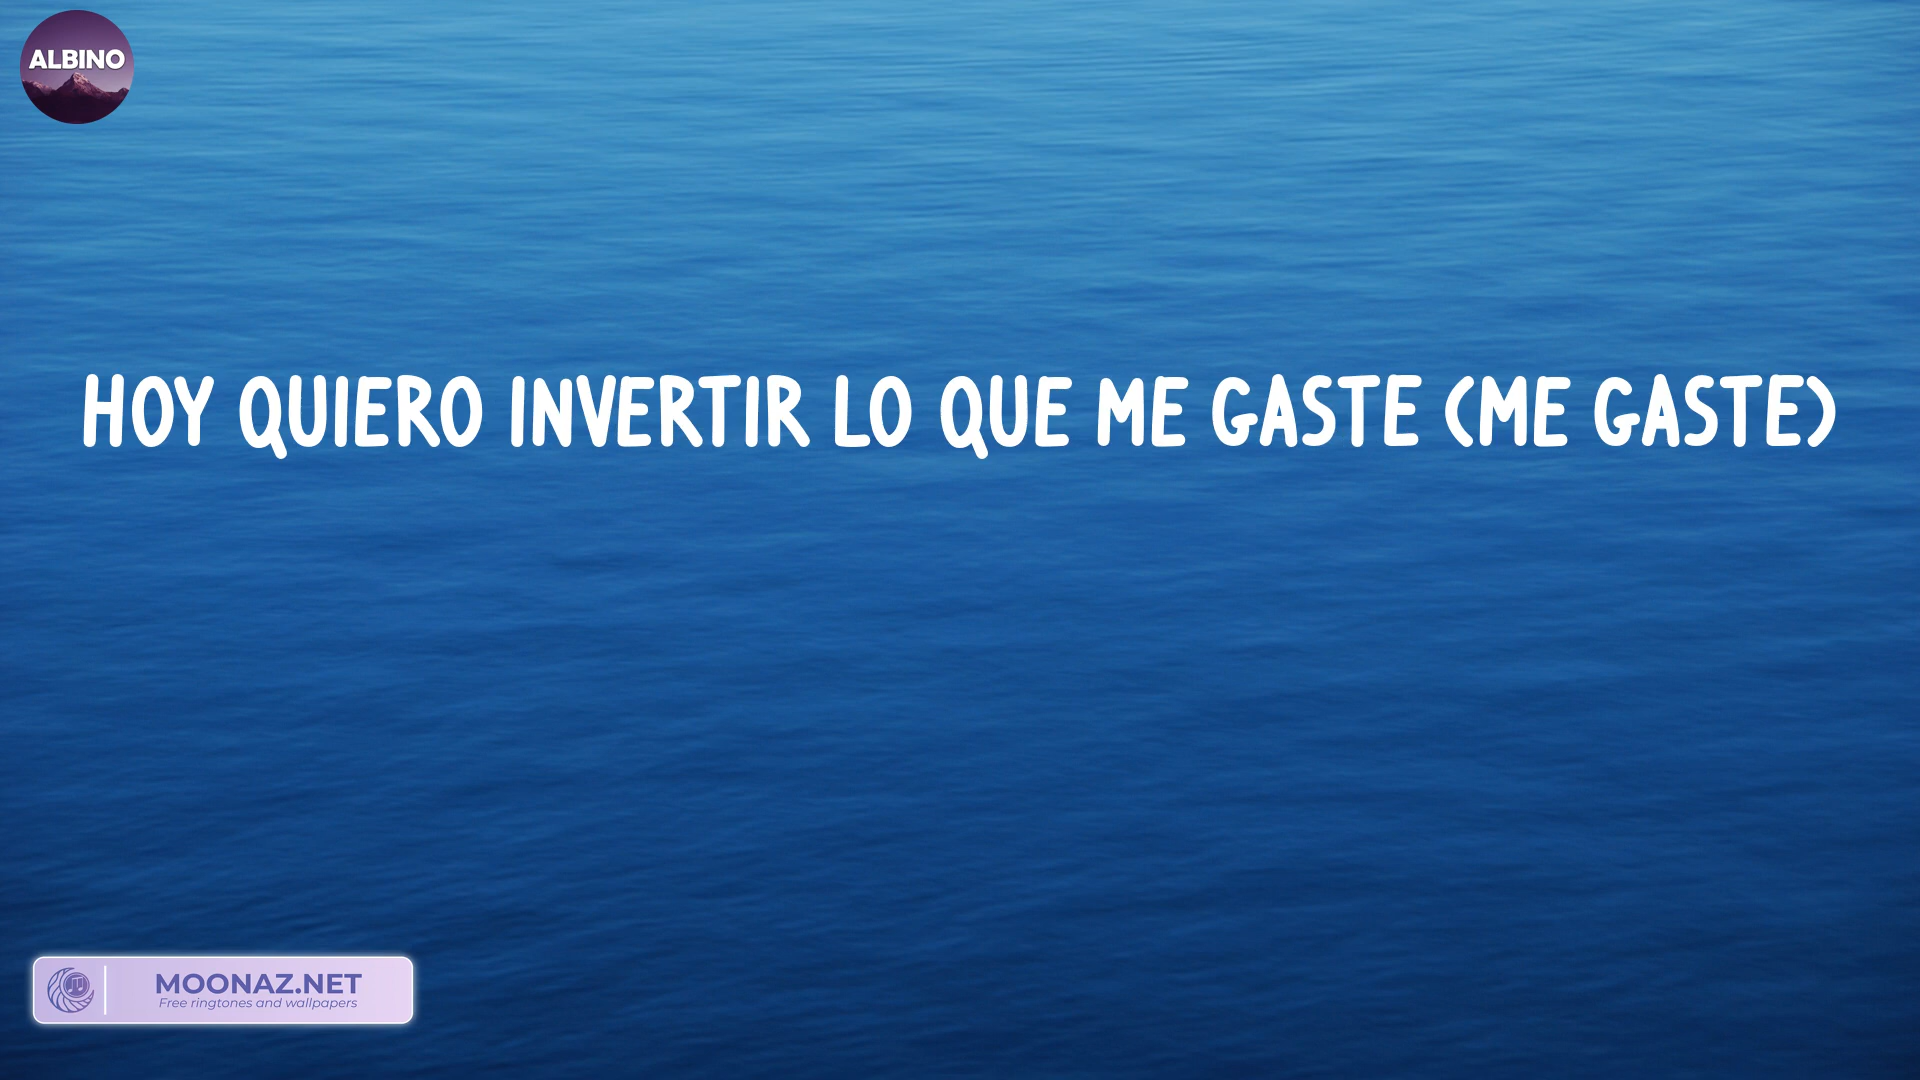 ALBINO
HOY QUIERO INVERTIR LO QUE ME GASTE (ME GASTE)
MOONAZ.NET
Free ringtones and wallpapers